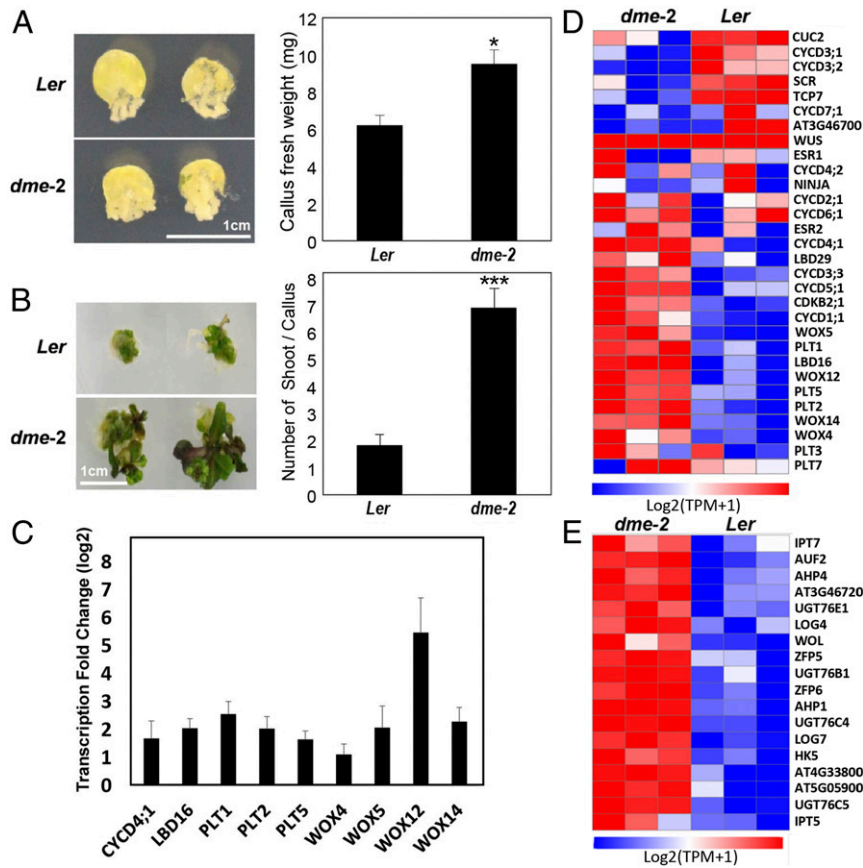 A
Ler
dme-2
1cm
Callus fresh weight (mg)
12
10
8
6
4
2
0
*
Ler
dme-2
B
Ler
dme-2
1cm
Number of Shoot / Callus
8
7
6
5
4
3
2
1
0
***
Ler
dme-2
C
Transcription Fold Change (log2)
8
7
6
5
4
3
2
1
0
CYCD4;1
LBD16
PLT1
PLT2
PLT5
WOX4
WOX5
WOX12
WOX14
D
dme-2 Ler
CUC2
CYCD3;1
CYCD3;2
SCR
TCP7
CYCD7;1
AT3G46700
WUS
ESR1
CYCD4;2
NINJA
CYCD2;1
CYCD6;1
ESR2
CYCD4;1
LBD29
CYCD3;3
CYCD5;1
CDKB2;1
CYCD1;1
WOX5
PLT1
LBD16
WOX12
PLT5
PLT2
WOX14
WOX4
PLT3
PLT7
Log2(TPM+1)
E
dme-2 Ler
IPT7
AUF2
AHP4
AT3G46720
UGT76E1
LOG4
WOL
ZFP5
UGT76B1
ZFP6
AHP1
UGT76C4
LOG7
HK5
AT4G33800
AT5G05900
UGT76C5
IPT5
Log2(TPM+1)